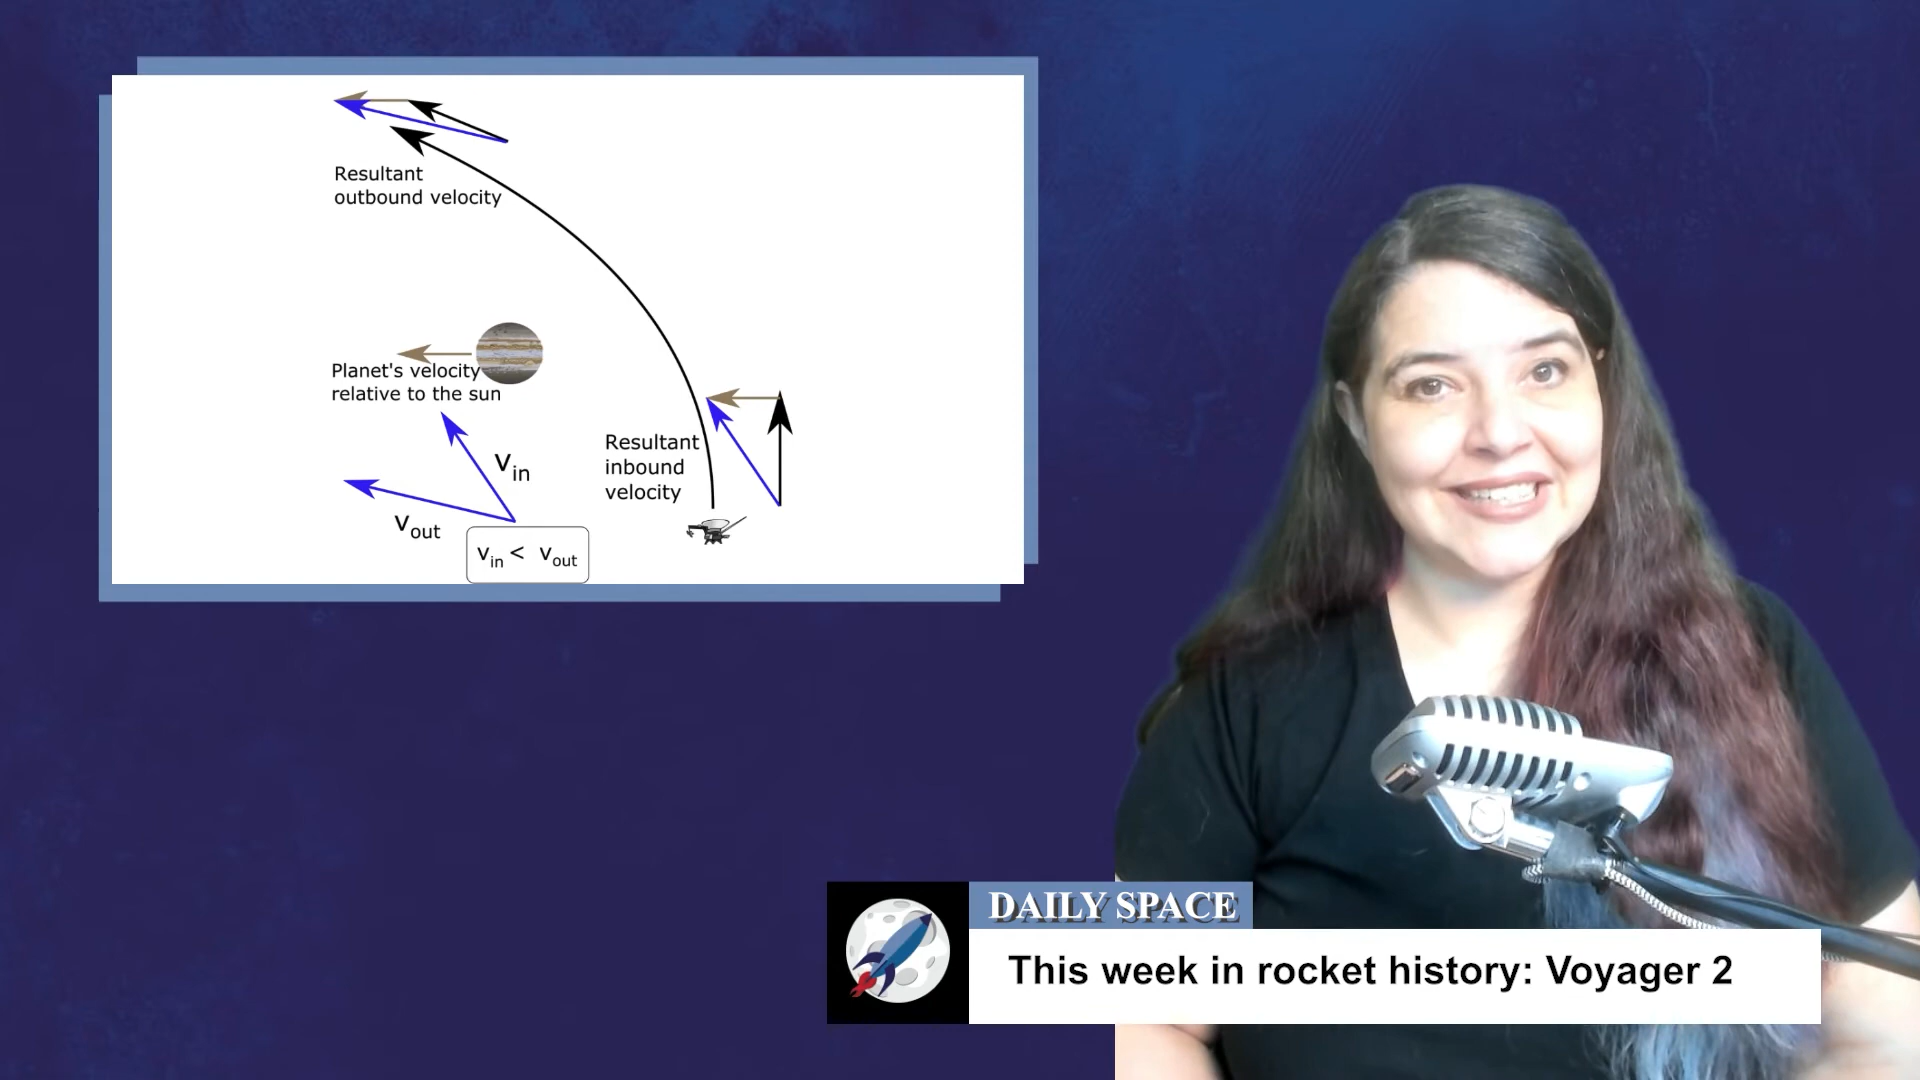 Resultant
outbound velocity
Planet's velocity
relative to the sun
Resultant
inbound
velocity
vin
vout
vin < vout
DAILY SPACE
This week in rocket history: Voyager 2